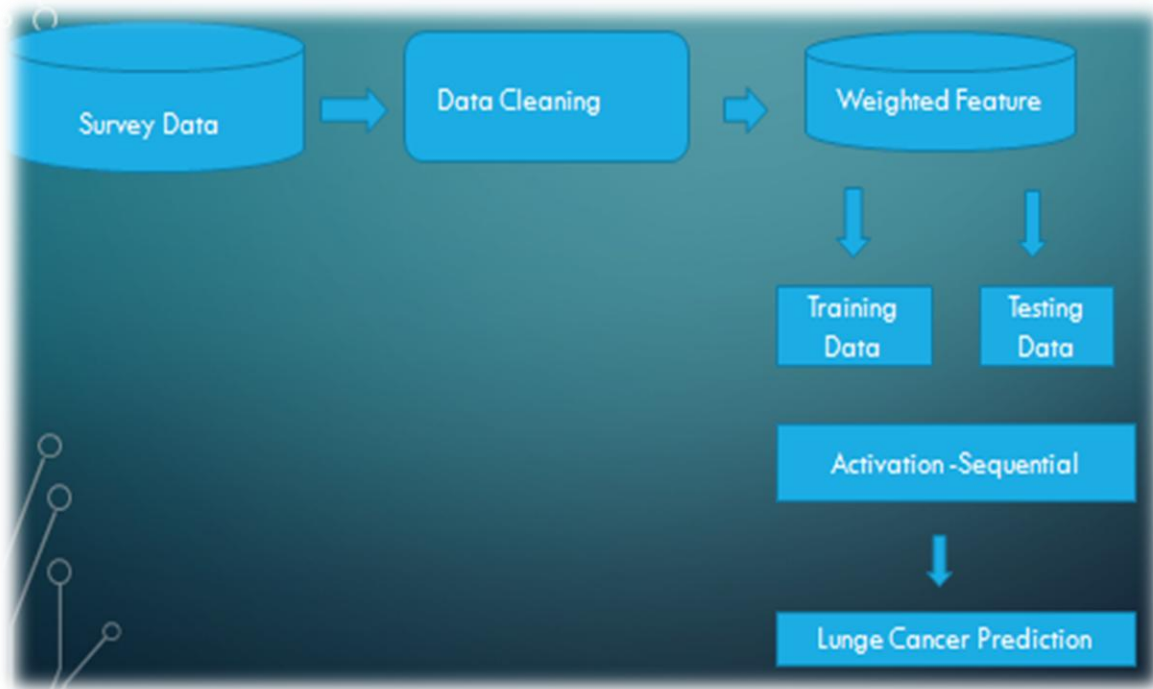 Survey Data
Data Cleaning
Weighted Feature
Training
Data
Testing
Data
Activation -Sequential
Lunge Cancer Prediction